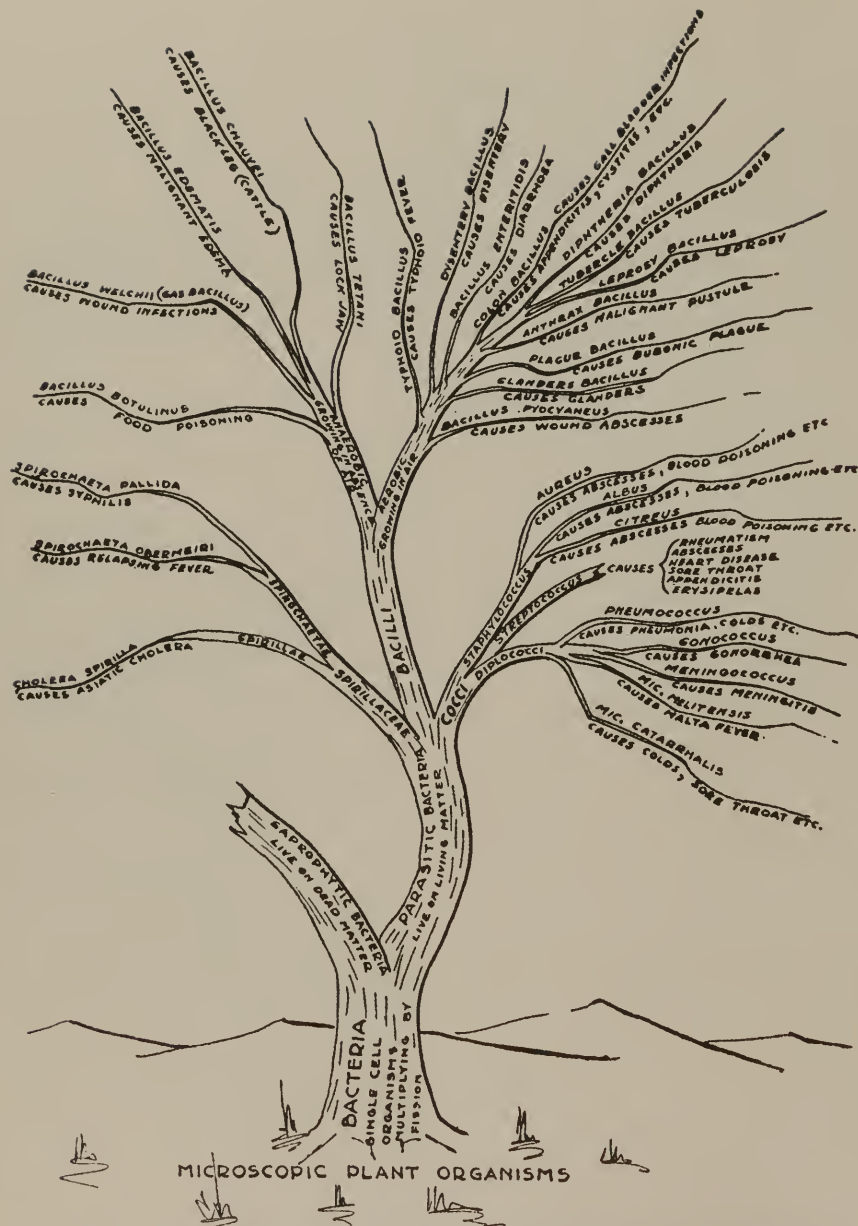 BACILLUS CHAUVEI
CAUSES BLACKLEG (CATTLE)
BACILLUS EDEMATIS
CAUSES MALIGNANT EDEMA
BACILLUS WELCHII (GAS BACILLUS)
CAUSES WOUND INFECTIONS
BACILLUS BOTULINUS
CAUSES FOOD POISONING
BACILLUS TETANI
CAUSES LOCK JAW
ANAEROBIC
GROWING IN ABSENCE
OF AIR
TYPHOID BACILLUS
CAUSES TYPHOID FEVER
DYSENTERY BACILLUS
CAUSES DYSENTERY
BACILLUS ENTERITIDIS
CAUSES DIARRHOEA
COLON BACILLUS CAUSES GALL BLADDER INFECTIONS
CAUSES APPENDICITIS, CYSTITIS, ETC.
DIPHTHERIA BACILLUS
CAUSES DIPHTHERIA
TUBERCLE BACILLUS
CAUSES TUBERCULOSIS
LEPROSY BACILLUS
CAUSES LEPROSY
ANTHRAX BACILLUS
CAUSES MALIGNANT PUSTULE
PLAGUE BACILLUS
CAUSES BUBONIC PLAGUE
GLANDERS BACILLUS
CAUSES GLANDERS
BACILLUS PYOCYANEUS
CAUSES WOUND ABSCESSES
AEROBIC
GROWING IN AIR
BACILLI
SPIROCHAETA PALLIDA
CAUSES SYPHILIS
SPIROCHAETA OBERMEIRI
CAUSES RELAPSING FEVER
SPIROCHAETAE
CHOLERA SPIRILLA
CAUSES ASIATIC CHOLERA
SPIRILLAE
SPIRILLACEAE
AUREUS
CAUSES ABSCESSES, BLOOD POISONING ETC
ALBUS
CAUSES ABSCESSES, BLOOD POISONING ETC
CITREUS
CAUSES ABSCESSES BLOOD POISONING ETC.
STAPHYLOCOCCUS
STREPTOCOCCUS
CAUSES
RHEUMATISM
ABSCESSES
HEART DISEASE
SORE THROAT
APPENDICITIS
ERYSIPELAS
COCCI
DIPLOCOCCI
PNEUMOCOCCUS
CAUSES PNEUMONIA, COLDS ETC.
GONOCOCCUS
CAUSES GONORRHEA
MENINGOROCCUS
CAUSES MENINGITIS
MIC. MELITENSIS
CAUSES MALTA FEVER.
MIC. CATARRHALIS
CAUSES COLDS, SORE THROAT ETC.
SAPROPHYTIC BACTERIA
LIVE ON DEAD MATTER
PARASITIC BACTERIA
LIVE ON LIVING MATTER
BACTERIA
SINGLE CELL
ORGANISMS
MULTIPLYING BY
FISSION
MICROSCOPIC PLANT ORGANISMS